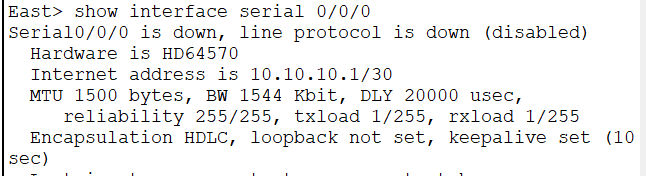 East> show interface serial 0/0/0
Serial0/0/0 is down, line protocol is down (disabled)
Hardware is HD64570
Internet address is 10.10.10.1/30
MTU 1500 bytes, BW 1544 Kbit, DLY 20000 usec,
reliability 255/255, txload 1/255, rxload 1/255
Encapsulation HDLC, loopback not set, keepalive set (10
sec)